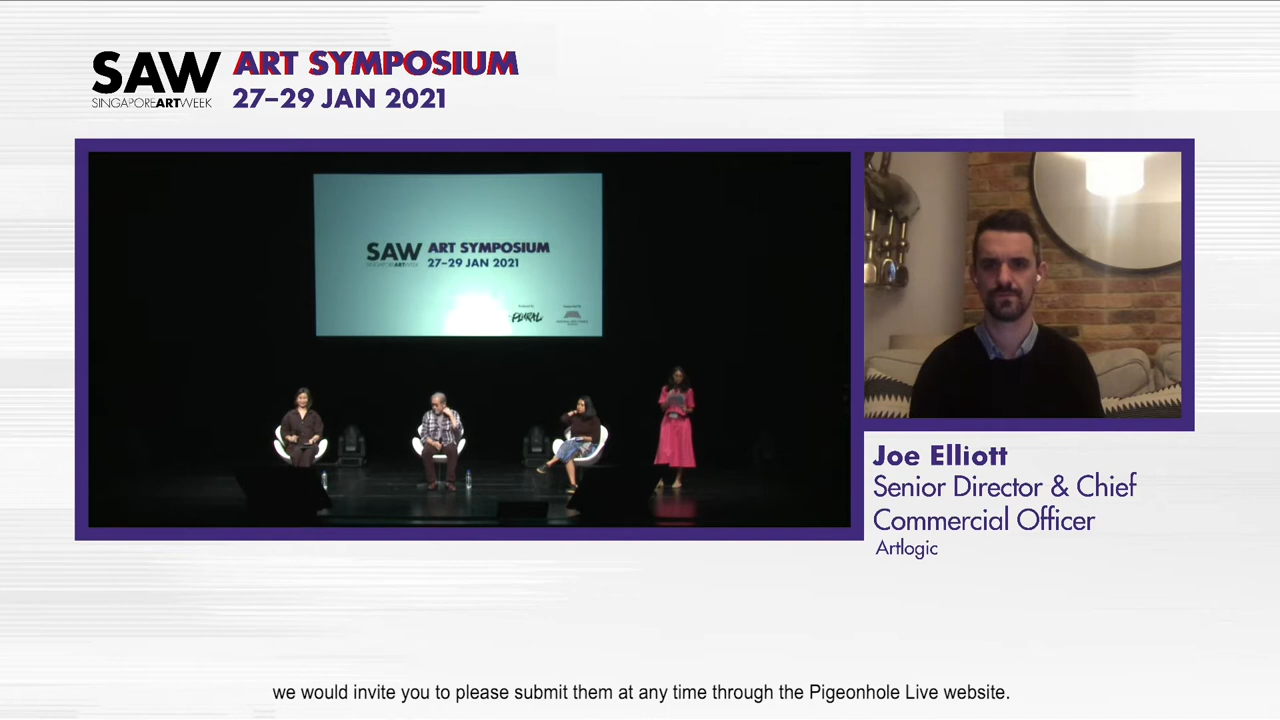 SAW ART SYMPOSIUM
SINGAPOREARTWEEK 27–29 JAN 2021
SAW ART SYMPOSIUM
SINGAPOREARTWEEK 27–29 JAN 2021
PLURAL
Joe Elliott
Senior Director & Chief
Commercial Officer
Artlogic
we would invite you to please submit them at any time through the Pigeonhole Live website.